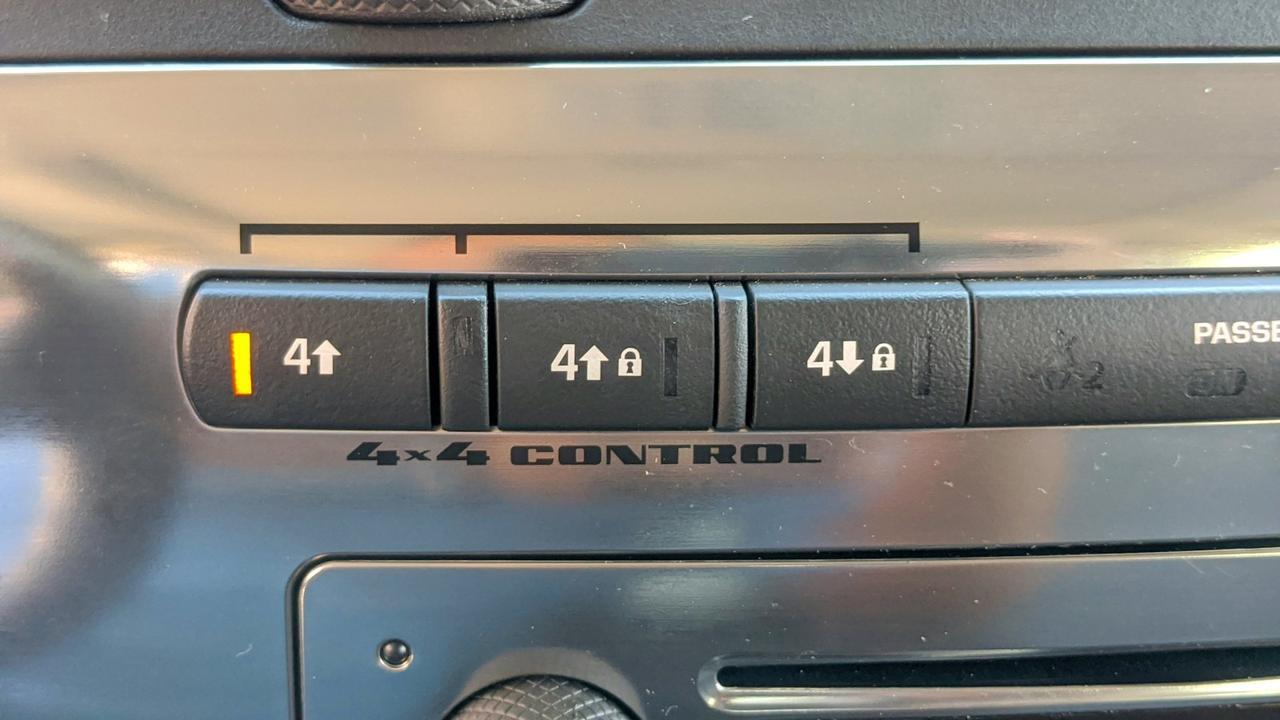 4↑
4↑🔒
4↓🔒
PASSE
4x4 CONTROL